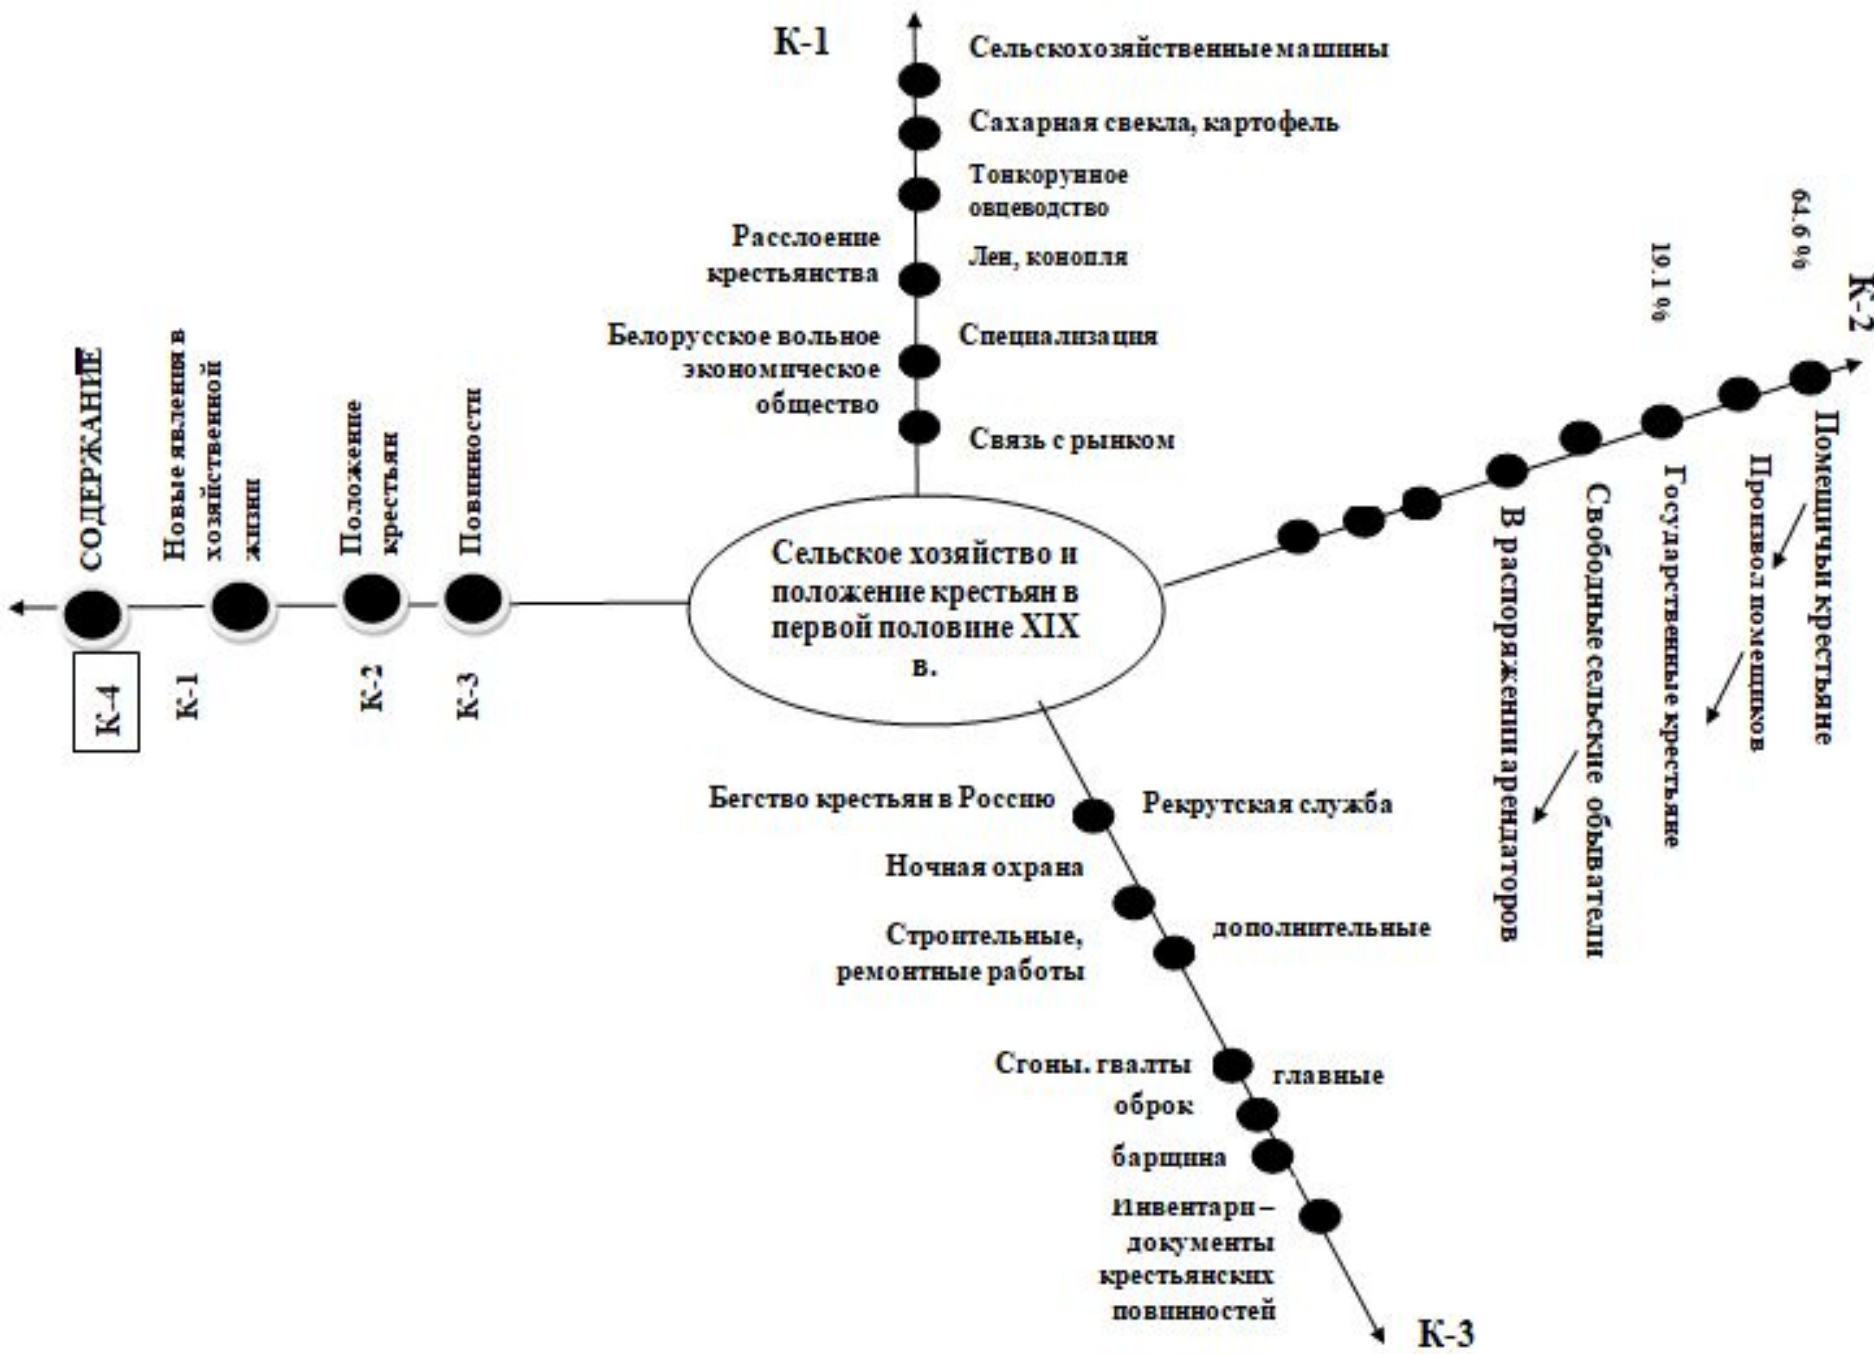 К-1
Сельскохозяйственные машины
Сахарная свекла, картофель
Тонкорунное
овцеводство
Расслоение
крестьянства
Лен, конопля
Белорусское вольное
экономическое
общество
Специализация
Связь с рынком
64.6 %
19.1 %
К-2
Помещичьи крестьяне
Произвол помещиков
Государственные крестьяне
Свободные сельские обыватели
В распоряжении арендаторов
СОДЕРЖАНИЕ
Новые явления в
хозяйственной
жизни
Положение
крестьян
Повинности
К-4
К-1
К-2
К-3
Сельское хозяйство и
положение крестьян в
первой половине XIX
в.
Бегство крестьян в Россию
Рекрутская служба
Ночная охрана
Строительные,
ремонтные работы
дополнительные
Сгоны. гвалты
главные
оброк
барщина
Инвентари –
документы
крестьянских
повинностей
К-3